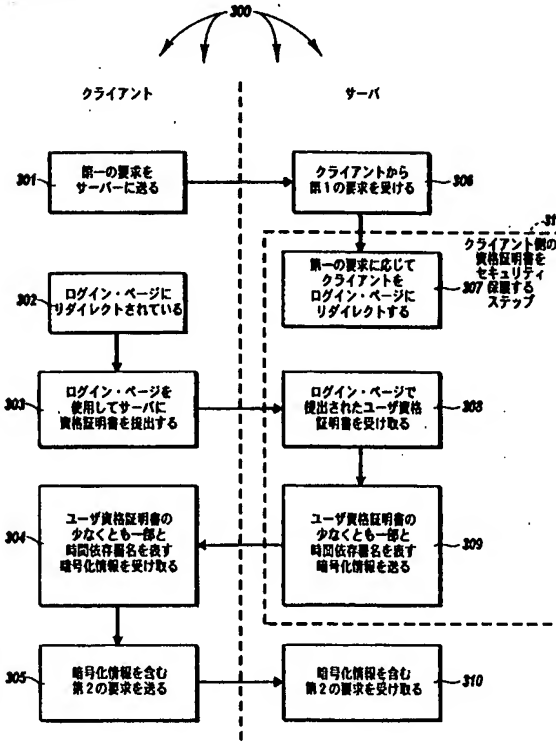 300
クライアント
サーバ
301
第一の要求を
サーバーに送る
クライアントから
第1の要求を受ける
306
31
クライアント側の
資格証明書を
セキュリティ
保護する
ステップ
302
ログイン・ページに
リダイレクトされている
第一の要求に応じて
クライアントを
ログイン・ページに
リダイレクトする
307
303
ログイン・ページを
使用してサーバに
資格証明書を提出する
ログイン・ページで
提出されたユーザ資格
証明書を受け取る
308
304
ユーザ資格証明書の
少なくとも一部と
時間依存署名を表す
暗号化情報を受け取る
ユーザ資格証明書の
少なくとも一部と
時間依存署名を表す
暗号化情報を送る
309
305
暗号化情報を含む
第2の要求を送る
暗号化情報を含む
第2の要求を受け取る
310